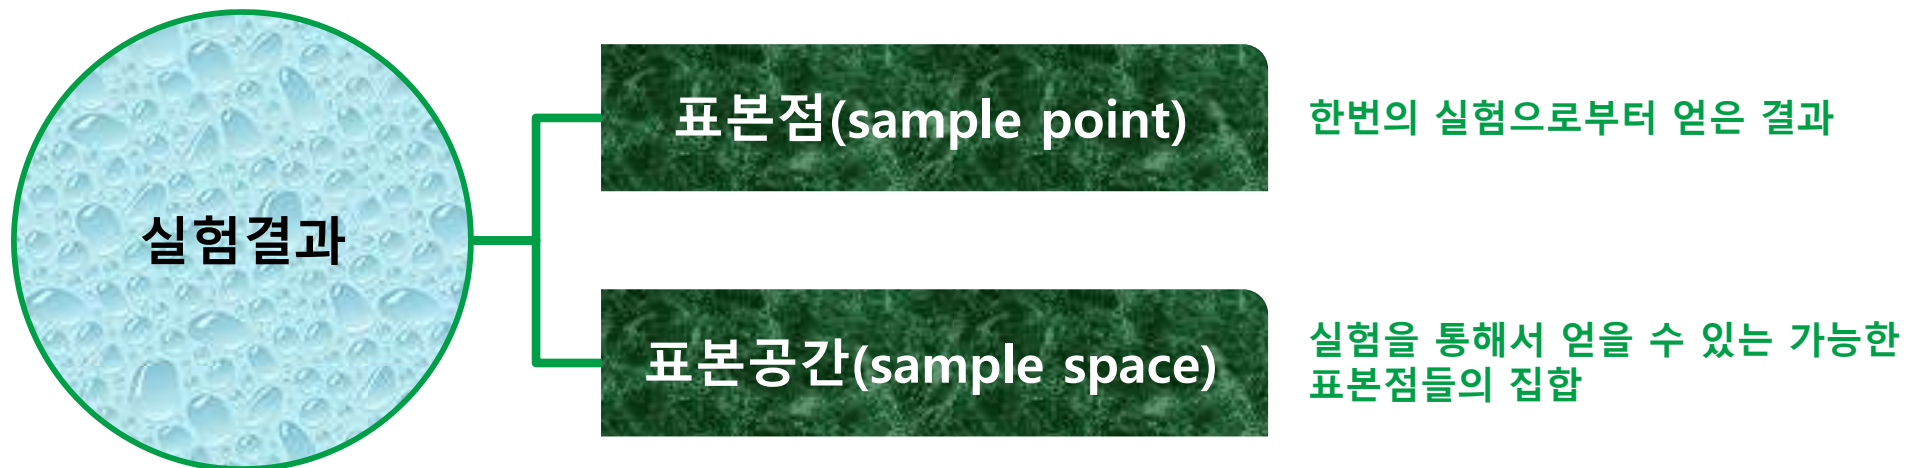 실험결과
표본점(sample point)
한번의 실험으로부터 얻은 결과
표본공간(sample space)
실험을 통해서 얻을 수 있는 가능한
표본점들의 집합